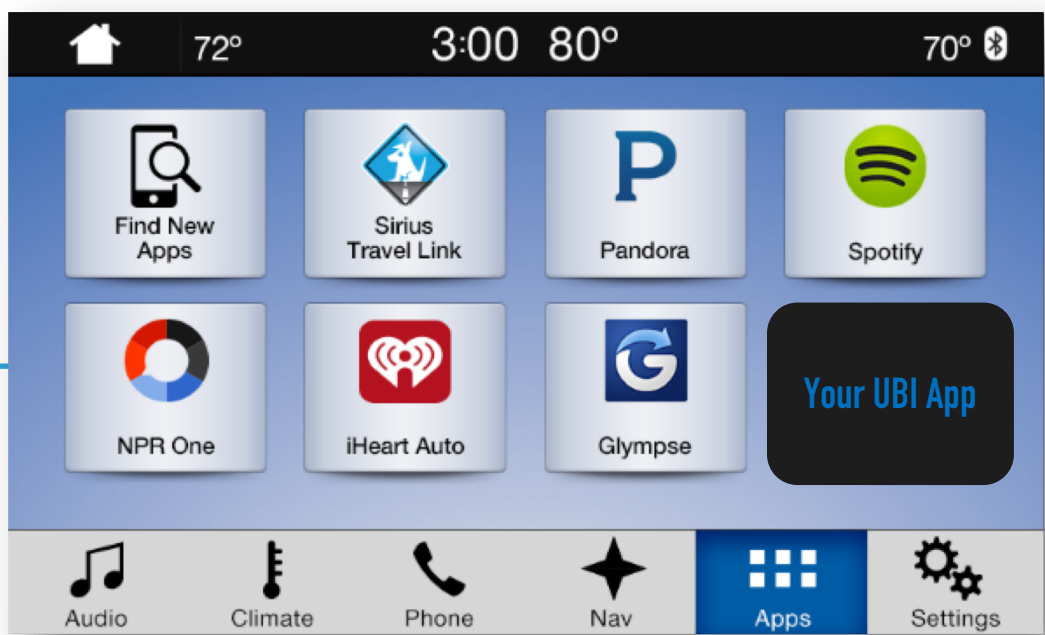 72° 3:00 80° 70°
Find New
Apps
Sirius
Travel Link
P
Pandora
Spotify
NPR One
iHeart Auto
G
Glympse
Your UBI App
Audio Climate Phone Nav Apps Settings